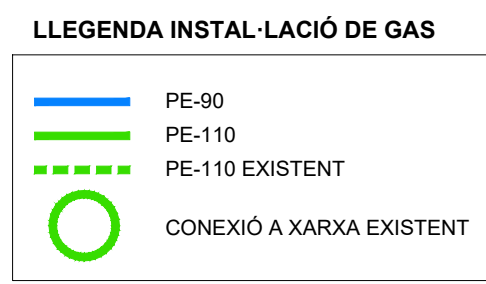 LLEGENDA INSTAL·LACIÓ DE GAS
PE-90
PE-110
PE-110 EXISTENT
CONEXIÓ A XARXA EXISTENT